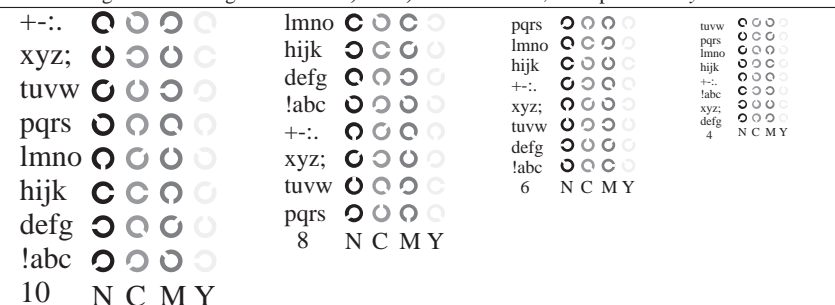 +-:.
xyz;
tuvw
pqrs
lmno
hijk
defg
!abc
10 N C M Y
lmno
hijk
defg
!abc
+-:.
xyz;
tuvw
pqrs
8 N C M Y
pqrs
lmno
hijk
+-:.
xyz;
tuvw
defg
!abc
6 N C M Y
tuvw
pqrs
lmno
hijk
+-:.
!abc
xyz;
defg
4 N C M Y